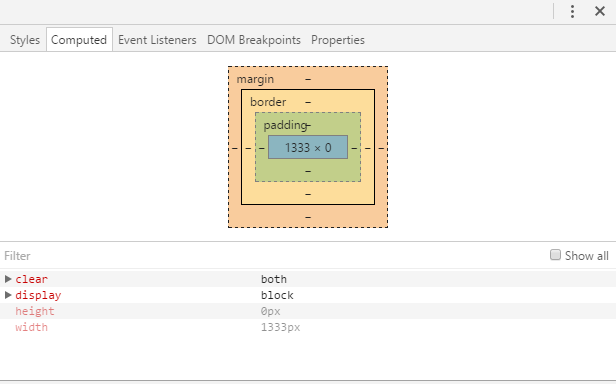 Styles Computed Event Listeners DOM Breakpoints Properties
margin –
border –
padding –
– – – 1333 × 0 – – –
–
–
–
Filter Show all
clear both
display block
height 0px
width 1333px